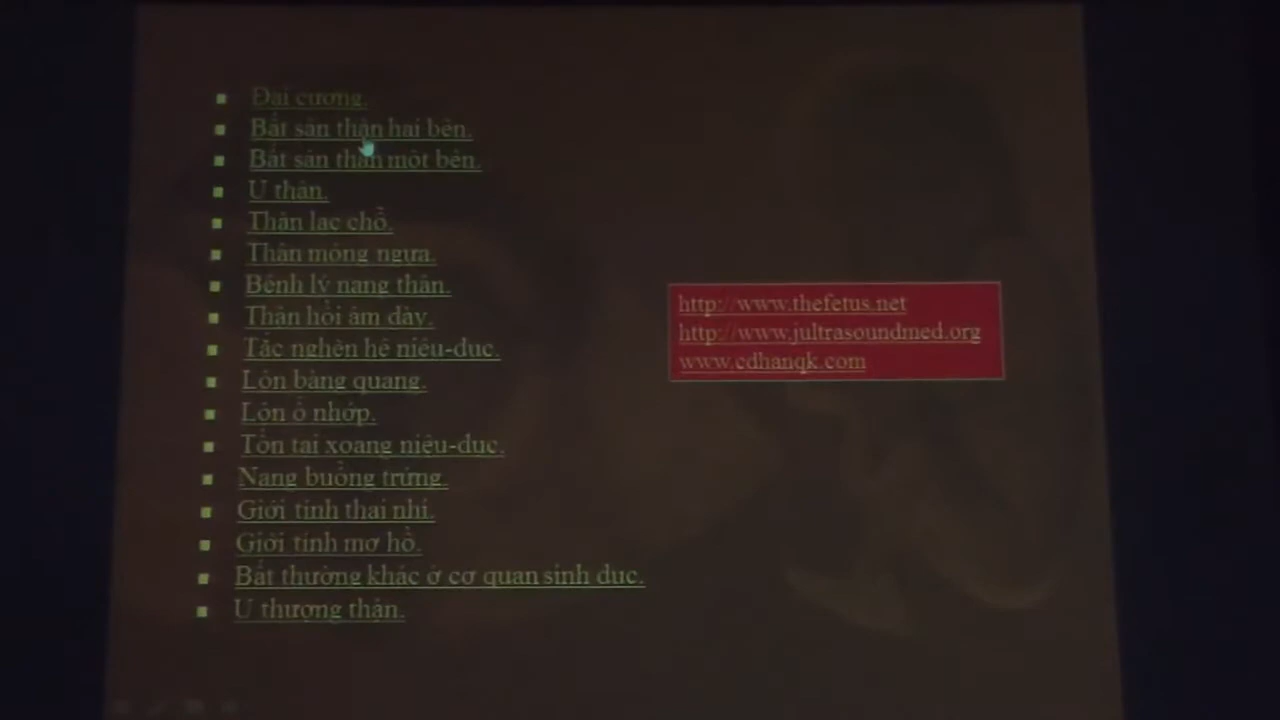 Đại cương.
Bất sản thận hai bên.
Bất sản thận một bên.
U thận.
Thận lạc chỗ.
Thận móng ngựa.
Bệnh lý nang thận.
Thận hồi âm dày.
Tắc nghẽn hệ niệu-dục.
Lộn bàng quang.
Lộn ổ nhớp.
Tồn tại xoang niệu-dục.
Nang buồng trứng.
Giới tính thai nhi.
Giới tính mơ hồ.
Bất thường khác ở cơ quan sinh dục.
U thượng thận.
http://www.thefetus.net
http://www.jultrasoundmed.org
www.cdhanqk.com